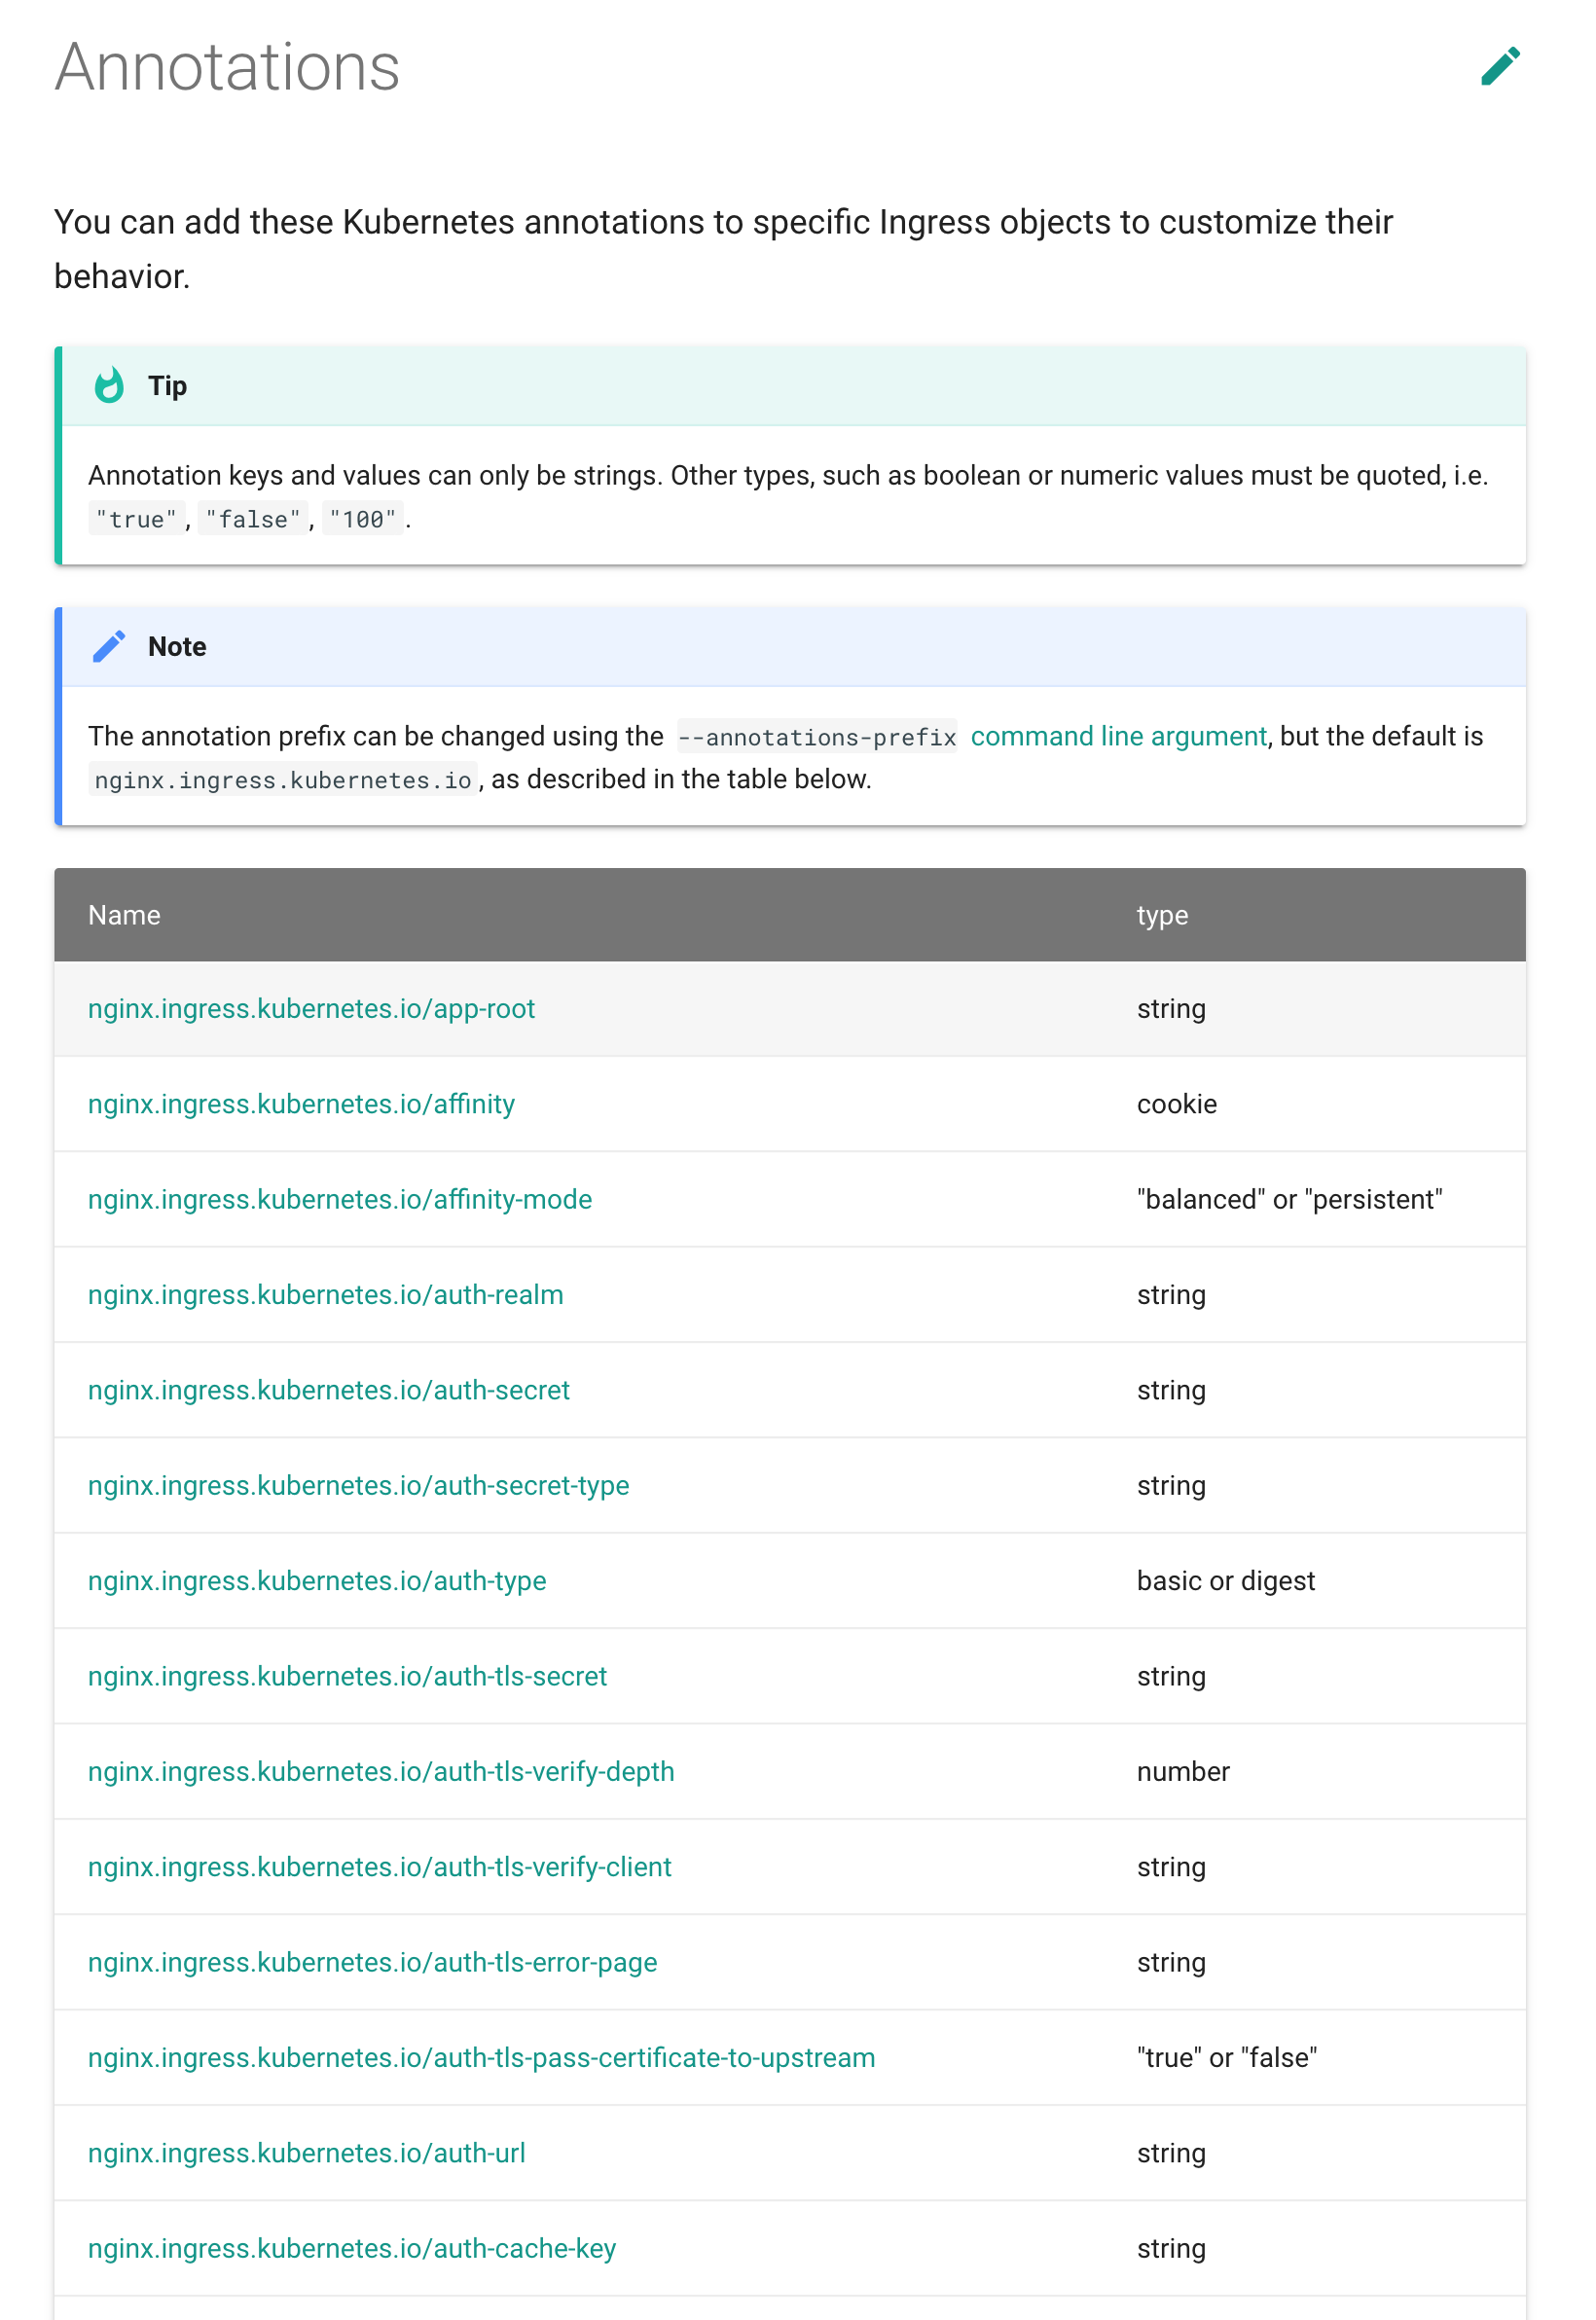 Annotations
You can add these Kubernetes annotations to specific Ingress objects to customize their
behavior.
Tip
Annotation keys and values can only be strings. Other types, such as boolean or numeric values must be quoted, i.e.
"true", "false", "100".
Note
The annotation prefix can be changed using the --annotations-prefix command line argument, but the default is
nginx.ingress.kubernetes.io, as described in the table below.
Name type
nginx.ingress.kubernetes.io/app-root string
nginx.ingress.kubernetes.io/affinity cookie
nginx.ingress.kubernetes.io/affinity-mode "balanced" or "persistent"
nginx.ingress.kubernetes.io/auth-realm string
nginx.ingress.kubernetes.io/auth-secret string
nginx.ingress.kubernetes.io/auth-secret-type string
nginx.ingress.kubernetes.io/auth-type basic or digest
nginx.ingress.kubernetes.io/auth-tls-secret string
nginx.ingress.kubernetes.io/auth-tls-verify-depth number
nginx.ingress.kubernetes.io/auth-tls-verify-client string
nginx.ingress.kubernetes.io/auth-tls-error-page string
nginx.ingress.kubernetes.io/auth-tls-pass-certificate-to-upstream "true" or "false"
nginx.ingress.kubernetes.io/auth-url string
nginx.ingress.kubernetes.io/auth-cache-key string